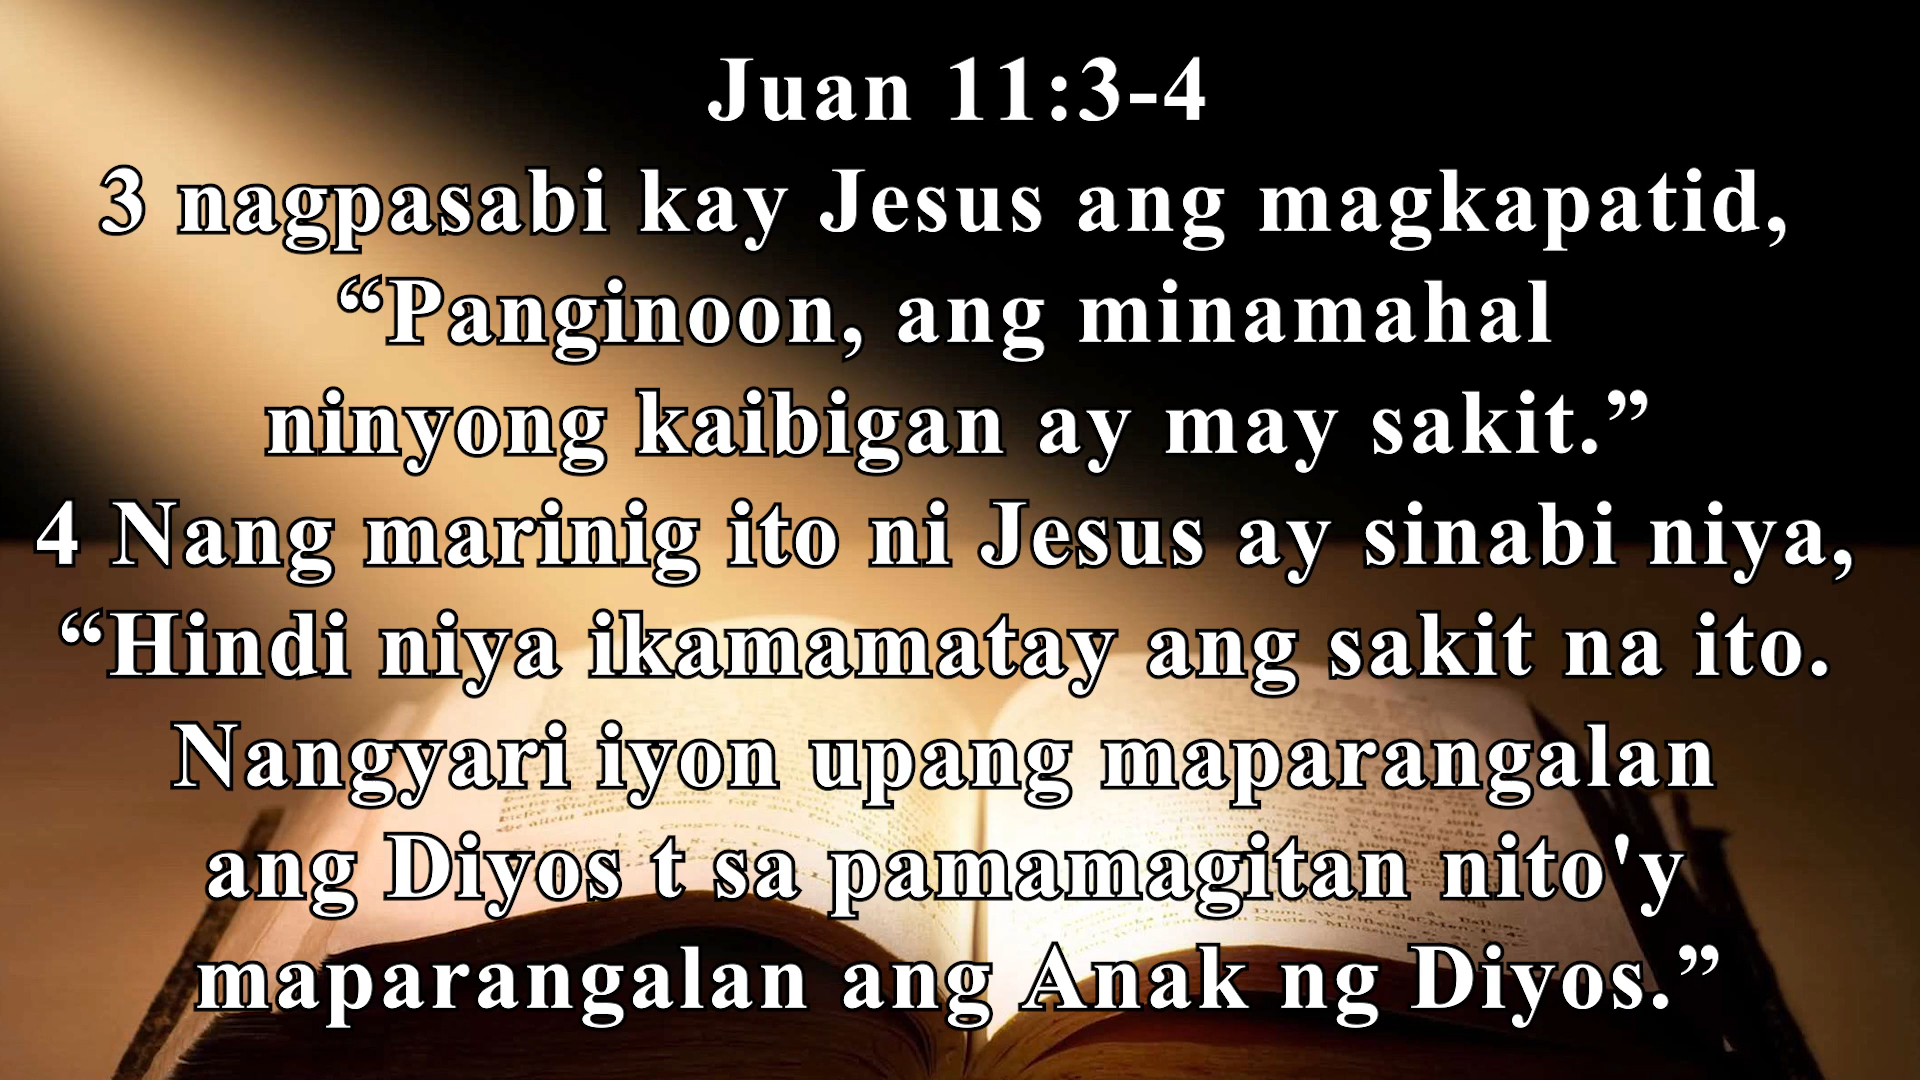 Juan 11:3-4
3 nagpasabi kay Jesus ang magkapatid,
“Panginoon, ang minamahal
ninyong kaibigan ay may sakit.”
4 Nang marinig ito ni Jesus ay sinabi niya,
“Hindi niya ikamamatay ang sakit na ito.
Nangyari iyon upang maparangalan
ang Diyos t sa pamamagitan nito'y
maparangalan ang Anak ng Diyos.”